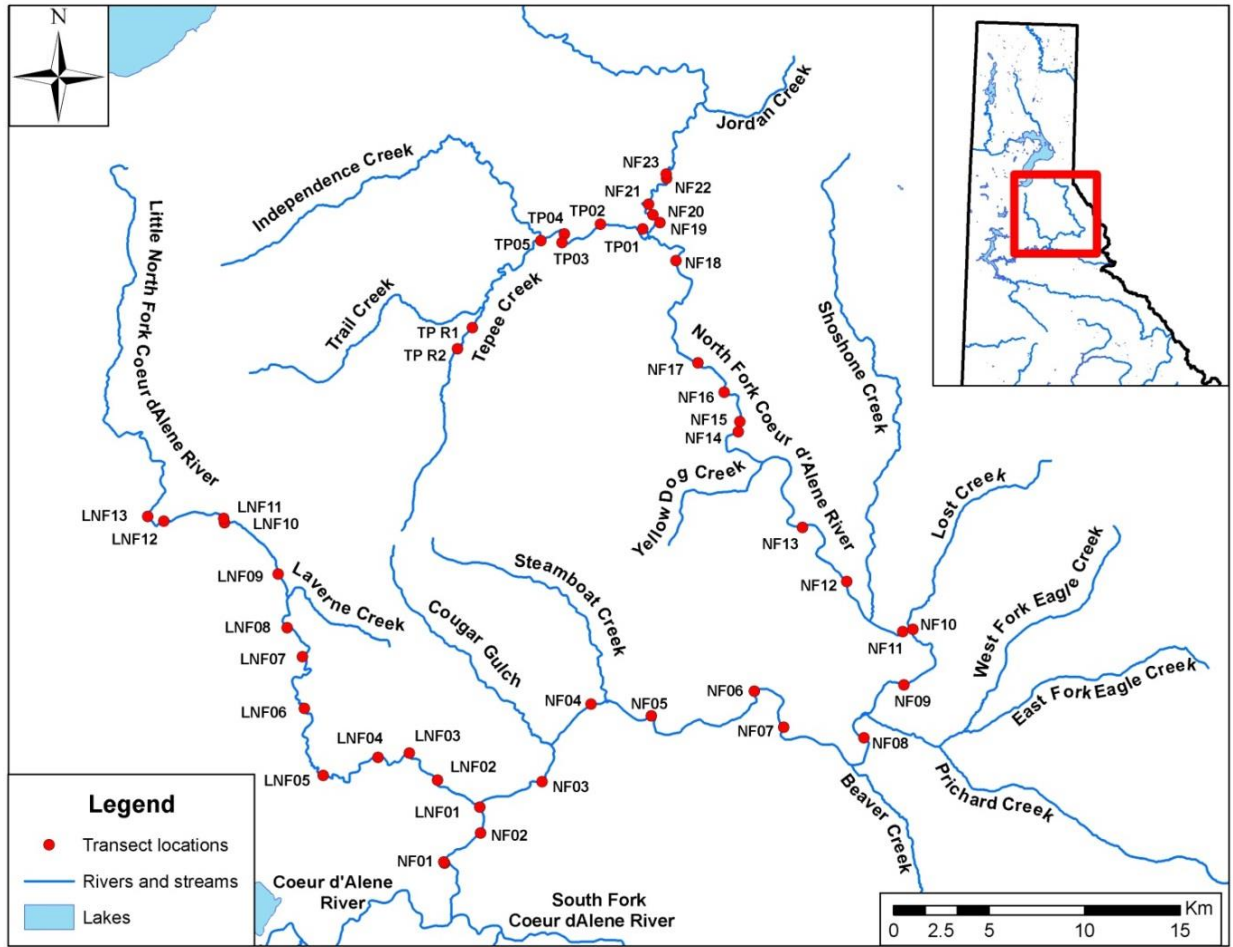 N
Jordan Creek
Independence Creek
NF23
NF22
NF21
NF20
NF19
TP04
TP02
TP05
TP03
TP01
NF18
Little North Fork Coeur dAlene River
Trail Creek
Tepee Creek
TP R1
TP R2
Shoshone Creek
North Fork Coeur d'Alene River
NF17
NF16
NF15
NF14
Yellow Dog Creek
Lost Creek
LNF13
LNF12
LNF11
LNF10
NF13
West Fork Eagle Creek
Steamboat Creek
LNF09
Laverne Creek
NF12
LNF08
Cougar Gulch
NF10
NF11
LNF07
East Fork Eagle Creek
NF09
LNF06
NF04
NF05
NF06
NF07
NF08
LNF04
LNF03
LNF05
LNF02
NF03
Beaver Creek
Prichard Creek
LNF01
NF02
NF01
Legend
Transect locations
Rivers and streams
Lakes
Coeur d'Alene
River
South Fork
Coeur dAlene River
Km
0 2.5 5 10 15